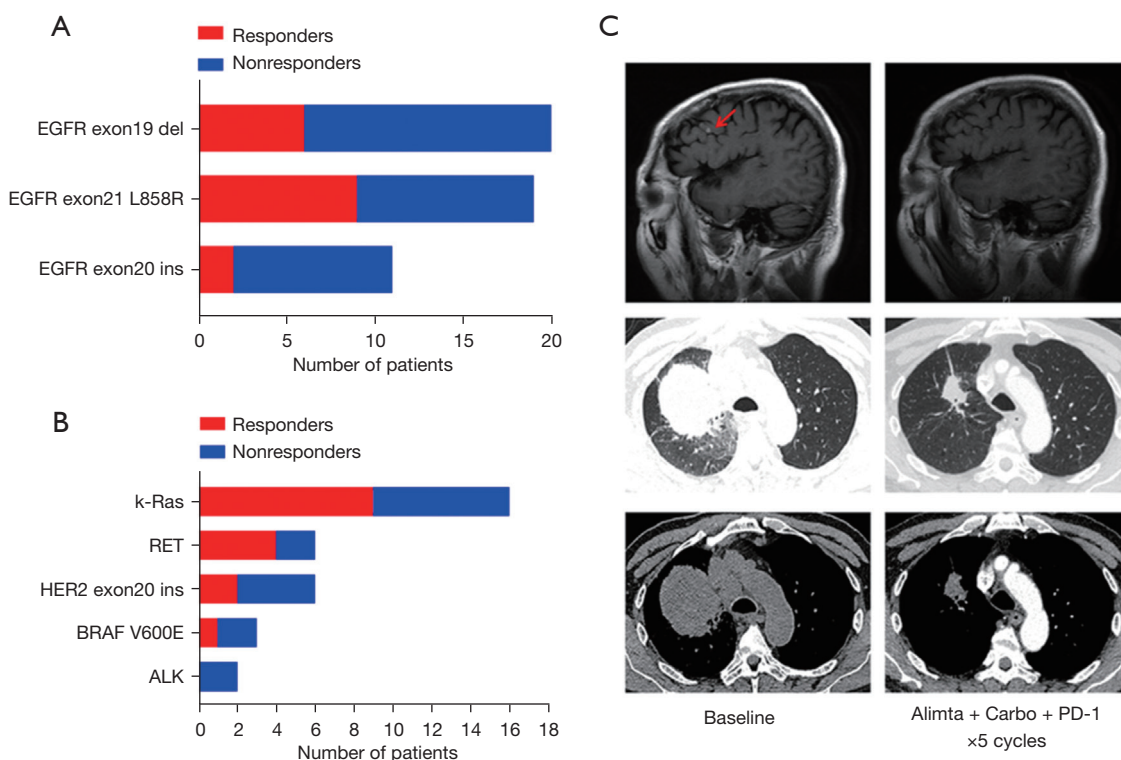 A
Responders
Nonresponders
EGFR exon19 del
EGFR exon21 L858R
EGFR exon20 ins
0 5 10 15 20
Number of patients
B
Responders
Nonresponders
k-Ras
RET
HER2 exon20 ins
BRAF V600E
ALK
0 2 4 6 8 10 12 14 16 18
Number of patients
C
Baseline
Alimta + Carbo + PD-1
×5 cycles